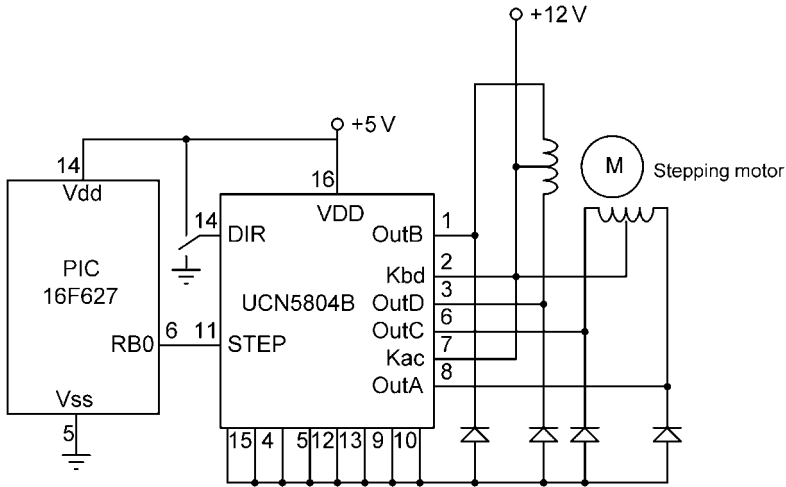 +12 V
+5 V
14
Vdd
PIC
16F627
RB0
6
Vss
5
16
VDD
14
DIR
UCN5804B
11
STEP
OutB
1
Kbd
2
OutD
3
OutC
6
Kac
7
OutA
8
15 4 5 12 13 9 10
M
Stepping motor